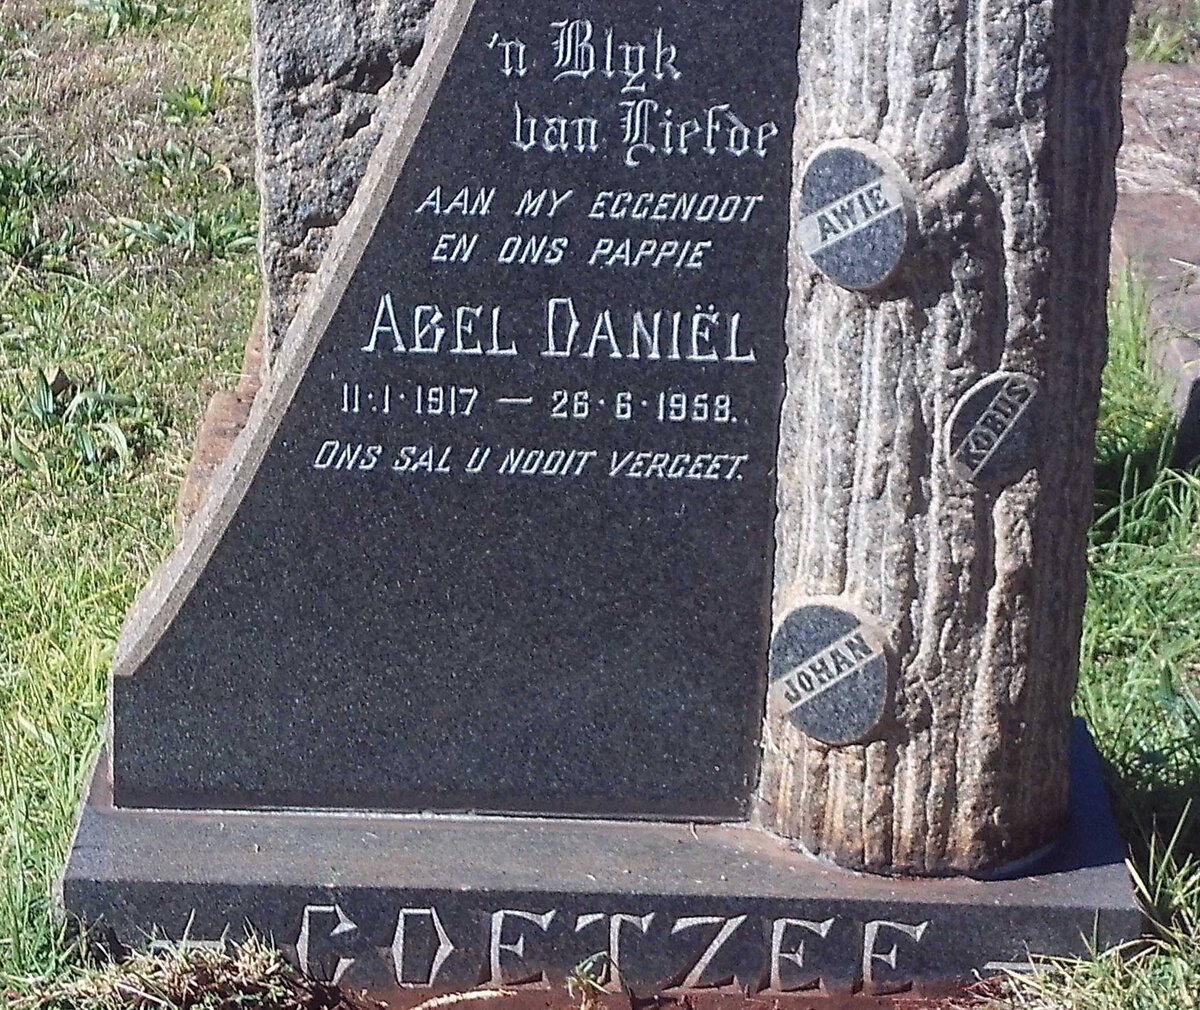 'n Blyk
van Liefde
AAN MY EGGENOOT
EN ONS PAPPIE
ABEL DANIËL
11.1.1917 — 26.6.1958.
ONS SAL U NOOIT VERGEET.
AWIE
KOBUS
JOHAN
— COETZEE —